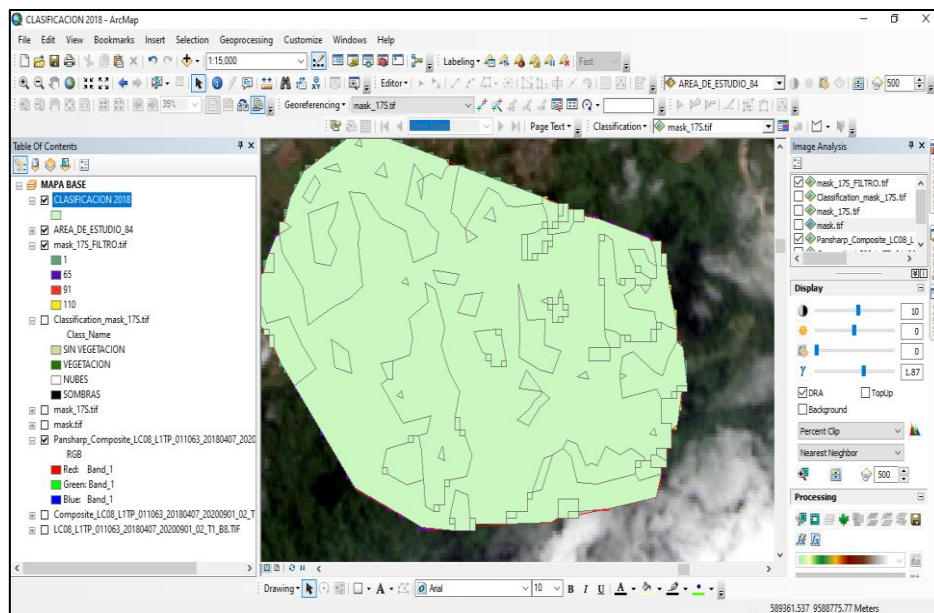 CLASIFICACION 2018 - ArcMap
File Edit View Bookmarks Insert Selection Geoprocessing Customize Windows Help
1:15,000
Labeling
Fast
Editor
AREA_DE_ESTUDIO_84
500
39%
Georeferencing
mask_17S.tif
Page Text
Classification
mask_17S.tif
Table Of Contents
MAPA BASE
CLASIFICACION 2018
AREA_DE_ESTUDIO_84
mask_17S_FILTRO.tif
1
65
91
110
Classification_mask_17S.tif
Class_Name
SIN VEGETACION
VEGETACION
NUBES
SOMBRAS
mask_17S.tif
mask.tif
Pansharp_Composite_LC08_L1TP_011063_20180407_2020
RGB
Red: Band_1
Green: Band_1
Blue: Band_1
Composite_LC08_L1TP_011063_20180407_20200901_02_T
LC08_L1TP_011063_20180407_20200901_02_T1_B8.TIF
Image Analysis
mask_17S_FILTRO.tif
Classification_mask_17S.tif
mask_17S.tif
mask.tif
Pansharp_Composite_LC08_L
Display
10
0
0
1.87
DRA
TopUp
Background
Percent Clip
Nearest Neighbor
500
Processing
Drawing
Arial
10
B I U A
589361.537 9588775.77 Meters